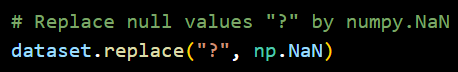 # Replace null values "?" by numpy.NaN
dataset.replace("?", np.NaN)